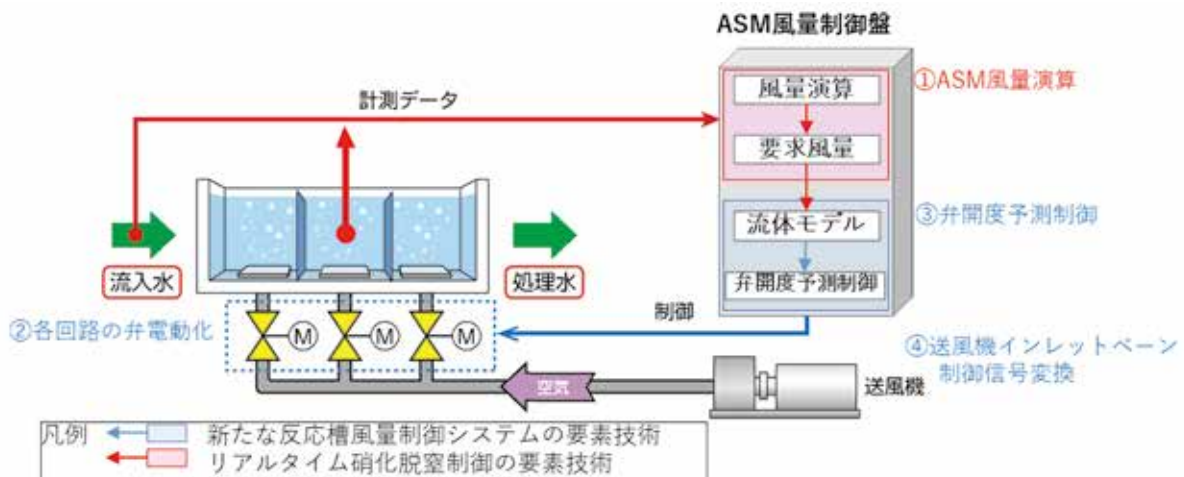 ASM風量制御盤
風量演算
①ASM風量演算
計測データ
要求風量
流体モデル
③弁開度予測制御
流入水
処理水
弁開度予測制御
制御
②各回路の弁電動化
M
M
M
④送風機インレットベーン
制御信号変換
空気
送風機
凡例
新たな反応槽風量制御システムの要素技術
リアルタイム硝化脱窒制御の要素技術